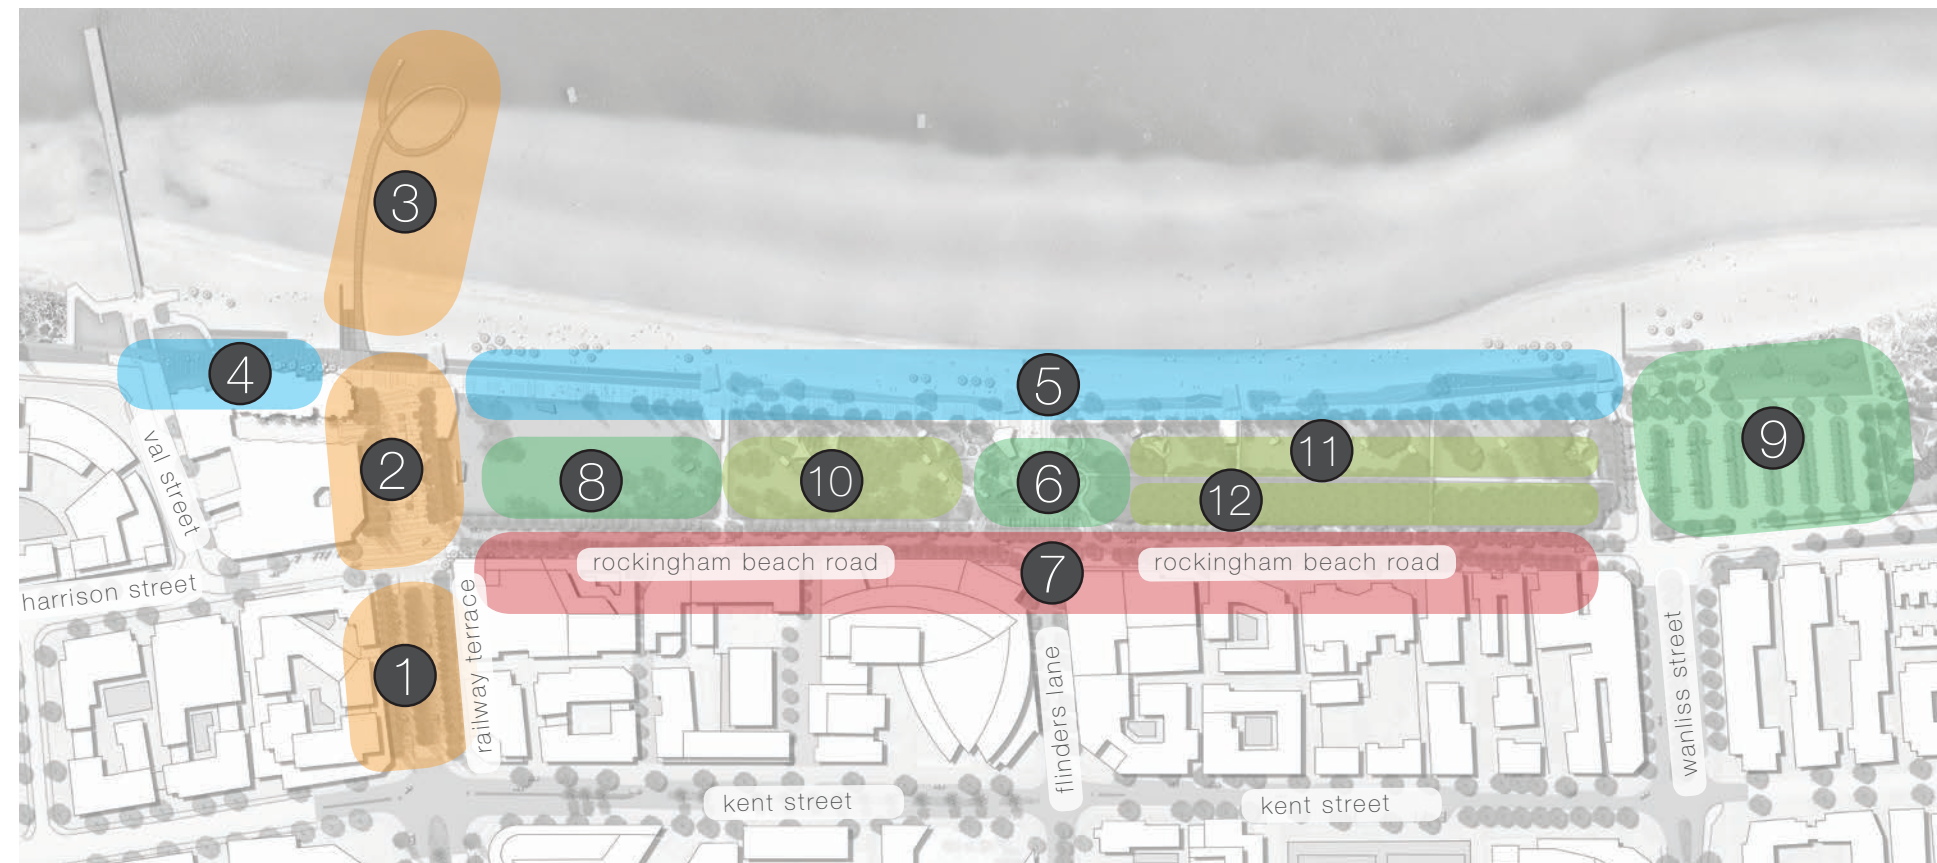 3
4
5
val street
2
8
10
6
11
12
9
rockingham beach road
7
rockingham beach road
harrison street
1
railway terrace
flinders lane
wanliss street
kent street
kent street